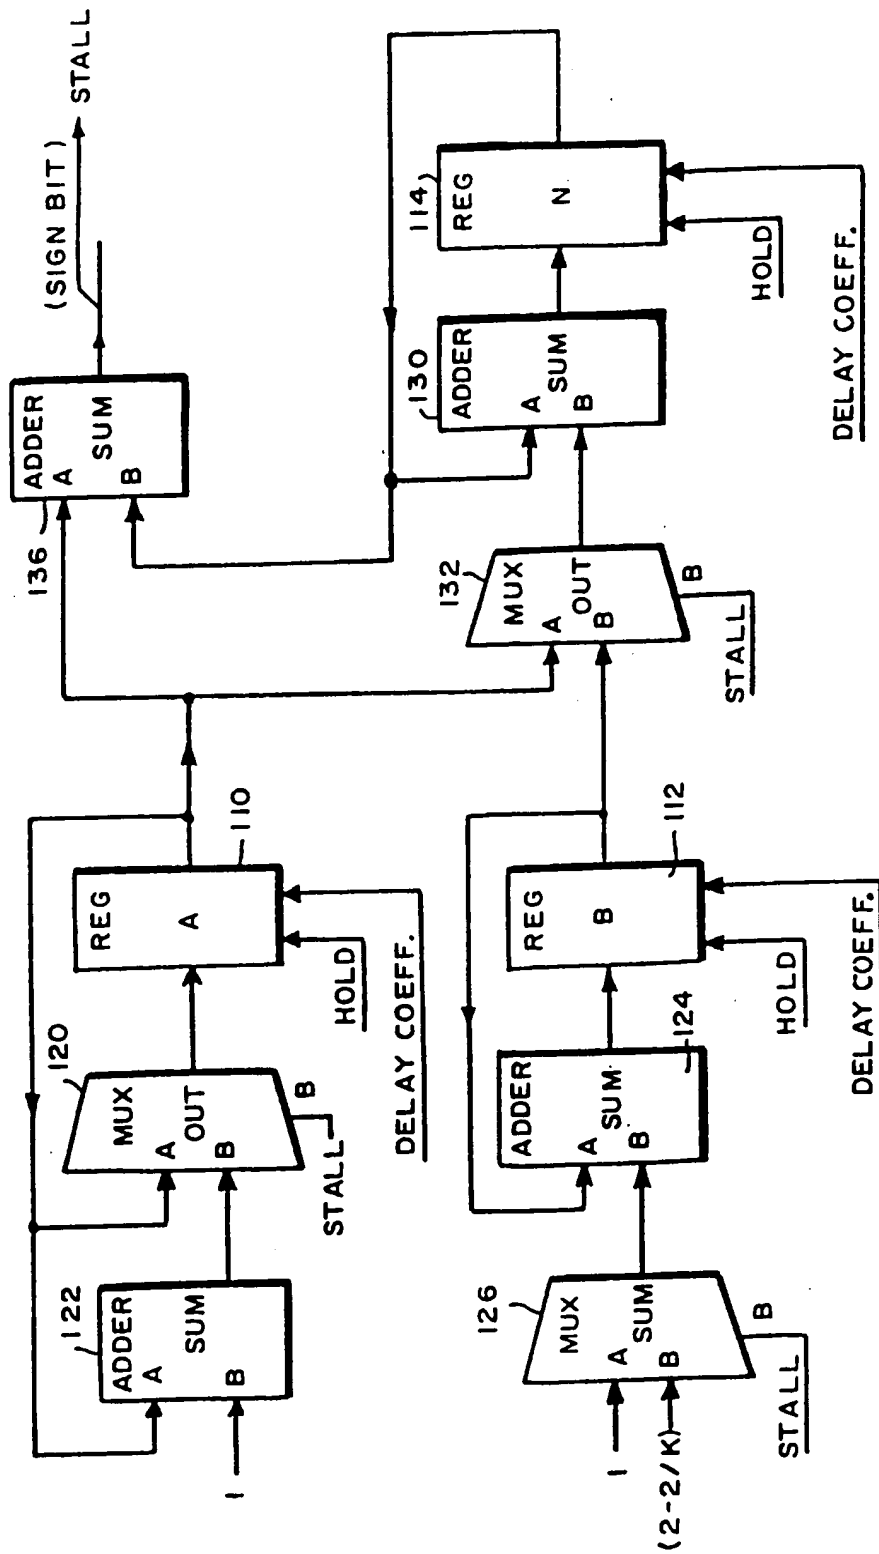 122
ADDER
A
SUM
B
1
120
MUX
A
OUT
B
B
STALL
110
REG
A
HOLD
DELAY COEFF.
136
ADDER
A
SUM
B
(SIGN BIT)
STALL
126
MUX
A
SUM
B
1
(2-2/K)
B
STALL
ADDER
A
SUM
B
124
REG
B
112
HOLD
DELAY COEFF.
132
MUX
A
OUT
B
B
STALL
130
ADDER
A
SUM
B
114
REG
N
HOLD
DELAY COEFF.